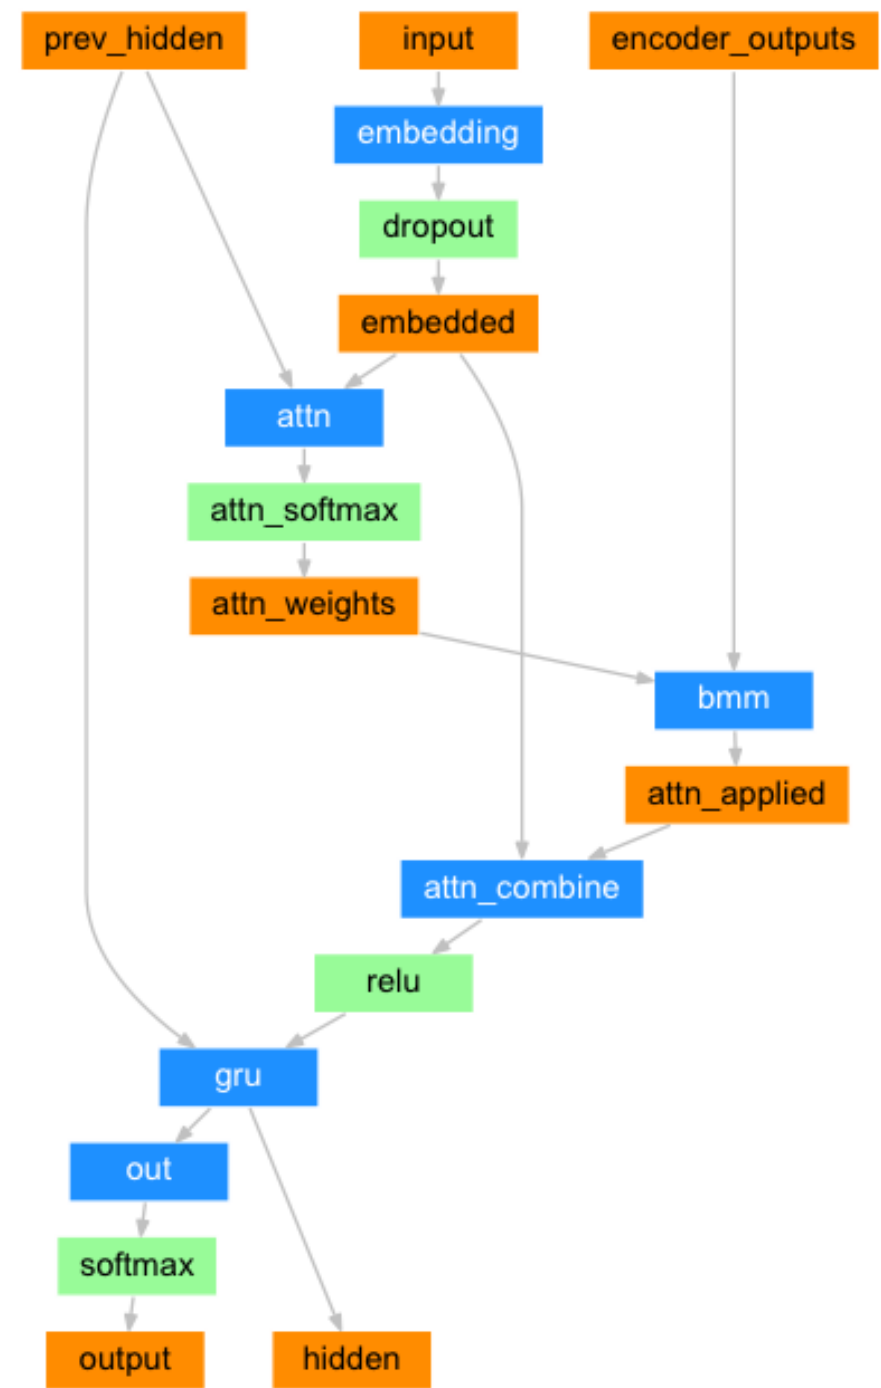 prev_hidden
input
encoder_outputs
embedding
dropout
embedded
attn
attn_softmax
attn_weights
bmm
attn_applied
attn_combine
relu
gru
out
softmax
output
hidden